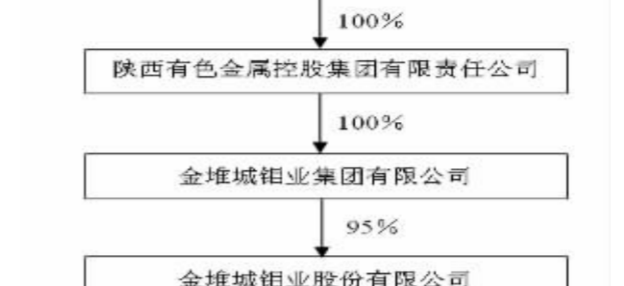 100%
陕西有色金属控股集团有限责任公司
100%
金堆城钼业集团有限公司
95%
金堆城钼业股份有限公司